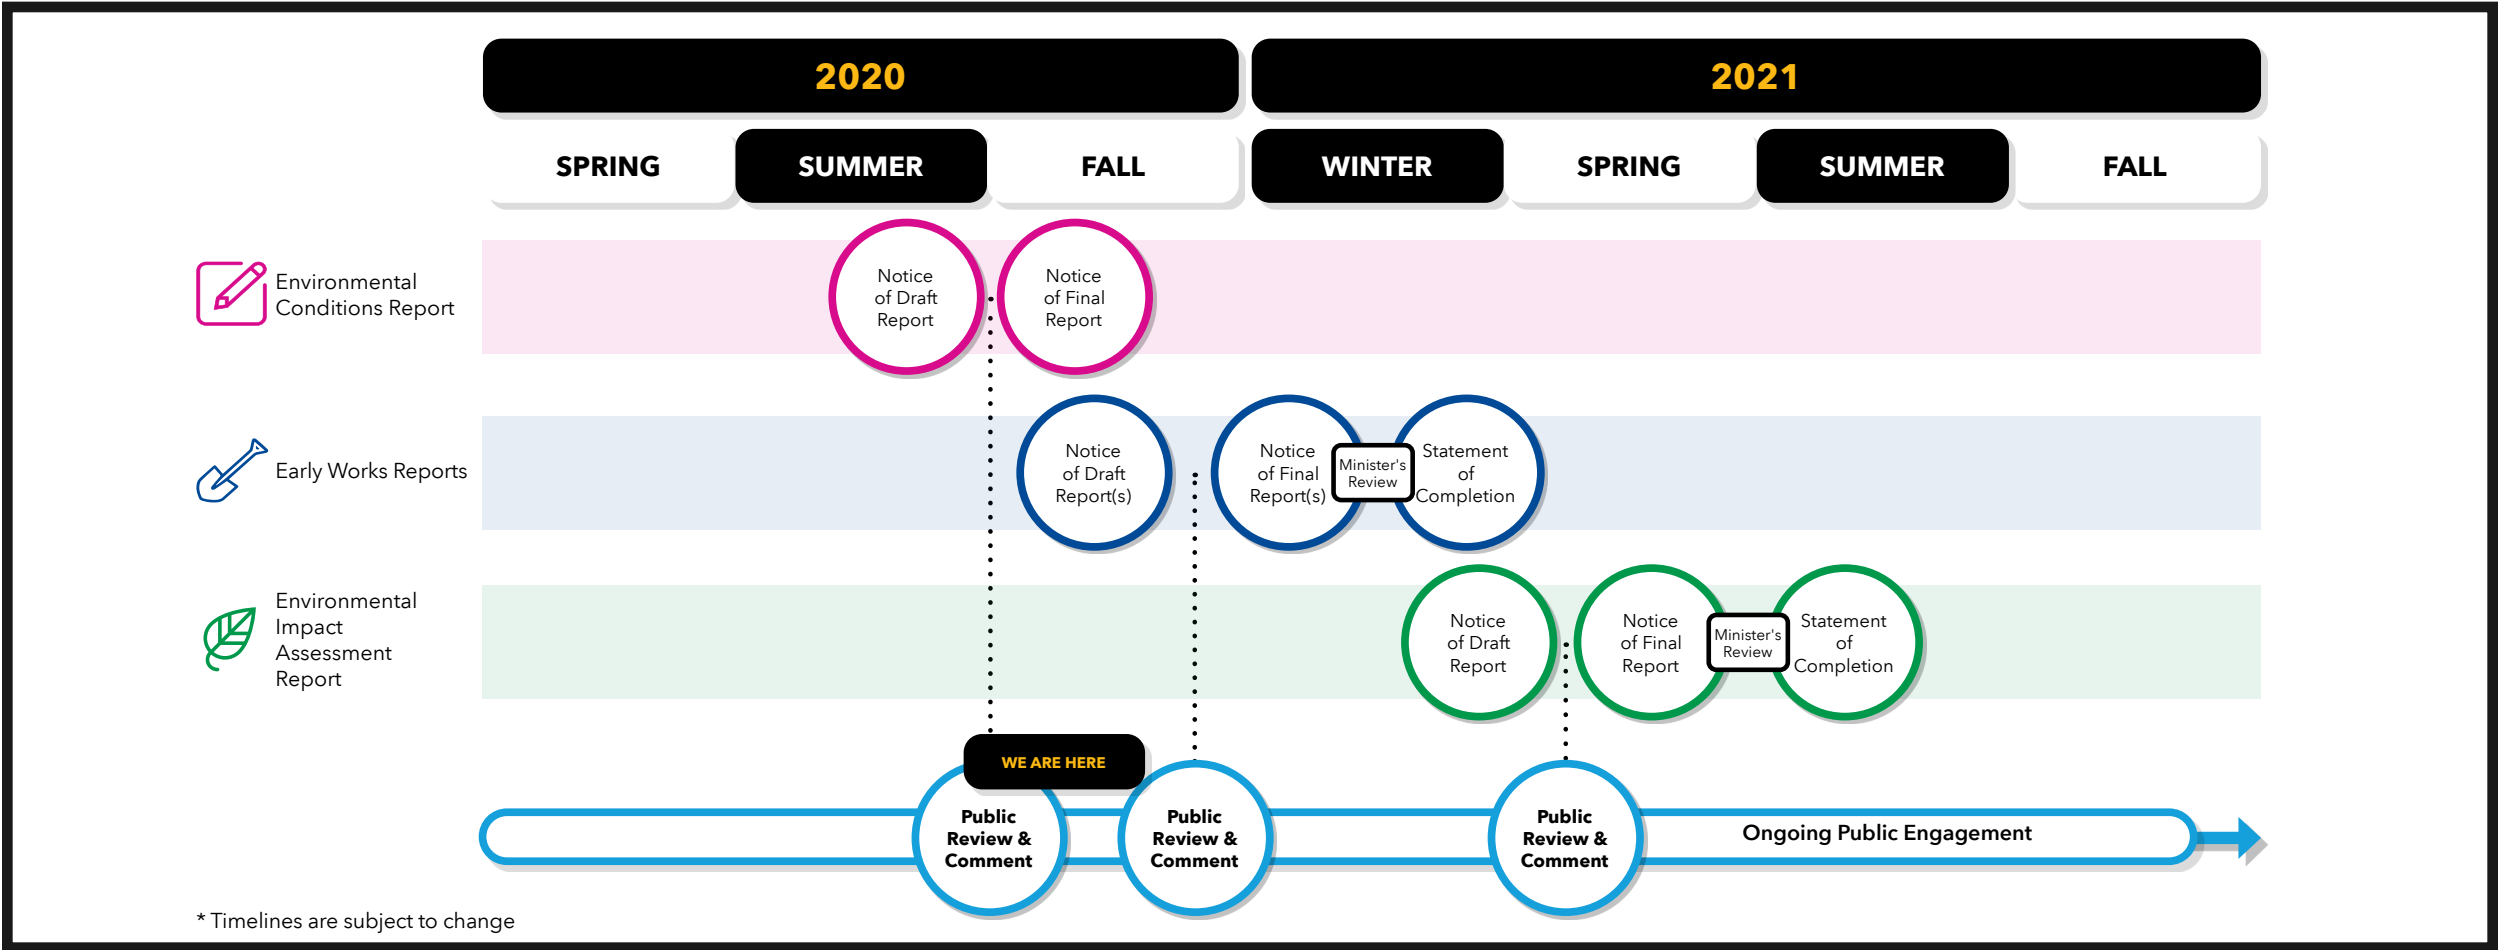 2020
2021
SPRING
SUMMER
FALL
WINTER
SPRING
SUMMER
FALL
Environmental
Conditions Report
Notice
of Draft
Report
Notice
of Final
Report
Early Works Reports
Notice
of Draft
Report(s)
Notice
of Final
Report(s)
Minister's
Review
Statement
of
Completion
Environmental
Impact
Assessment
Report
Notice
of Draft
Report
Notice
of Final
Report
Minister's
Review
Statement
of
Completion
WE ARE HERE
Public
Review &
Comment
Public
Review &
Comment
Public
Review &
Comment
Ongoing Public Engagement
* Timelines are subject to change